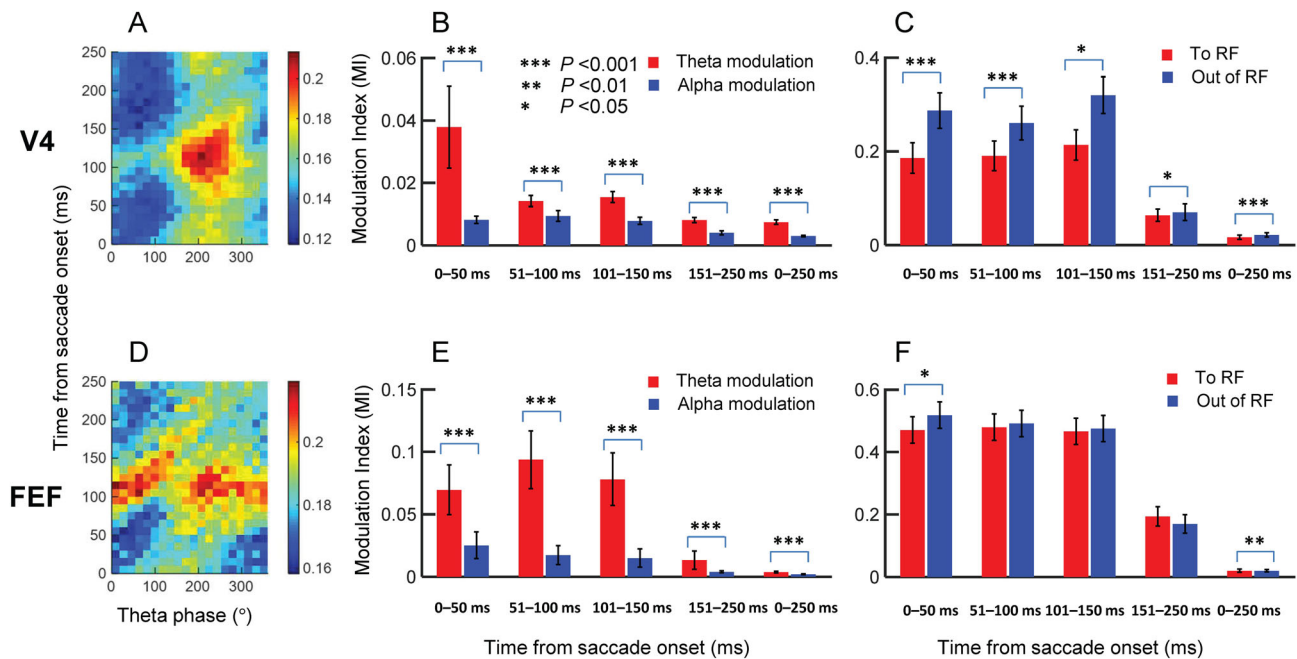 A
B
C
V4
Time from saccade onset (ms)
250
200
150
100
50
0
0
100
200
300
0.2
0.18
0.16
0.14
0.12
Modulation Index (MI)
0.06
0.04
0.02
0
***
***
***
***
***
*** P <0.001
** P <0.01
* P <0.05
Theta modulation
Alpha modulation
0–50 ms
51–100 ms
101–150 ms
151–250 ms
0–250 ms
0.4
0.2
0
***
***
*
*
***
To RF
Out of RF
0–50 ms
51–100 ms
101–150 ms
151–250 ms
0–250 ms
D
E
F
FEF
250
200
150
100
50
0
0
100
200
300
Theta phase (°)
0.2
0.18
0.16
Modulation Index (MI)
0.15
0.1
0.05
0
***
***
***
***
***
Theta modulation
Alpha modulation
0–50 ms
51–100 ms
101–150 ms
151–250 ms
0–250 ms
Time from saccade onset (ms)
0.6
0.4
0.2
0
*
**
To RF
Out of RF
0–50 ms
51–100 ms
101–150 ms
151–250 ms
0–250 ms
Time from saccade onset (ms)